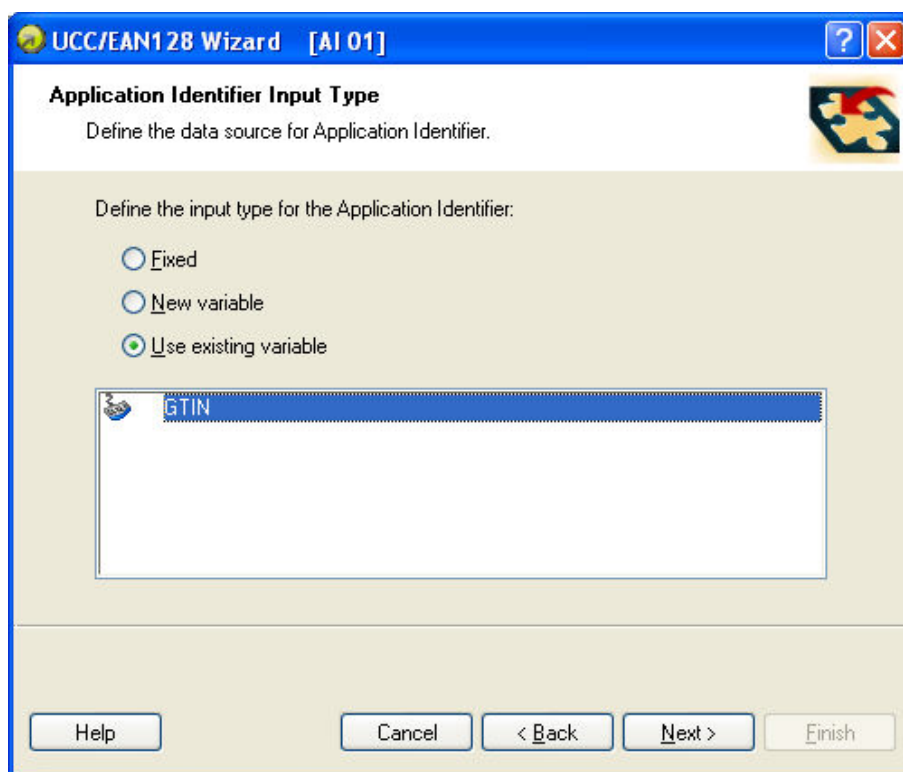 UCC/EAN128 Wizard [AI 01]
Application Identifier Input Type
Define the data source for Application Identifier.
Define the input type for the Application Identifier:
Fixed
New variable
Use existing variable
GTIN
Help
Cancel
< Back
Next >
Finish